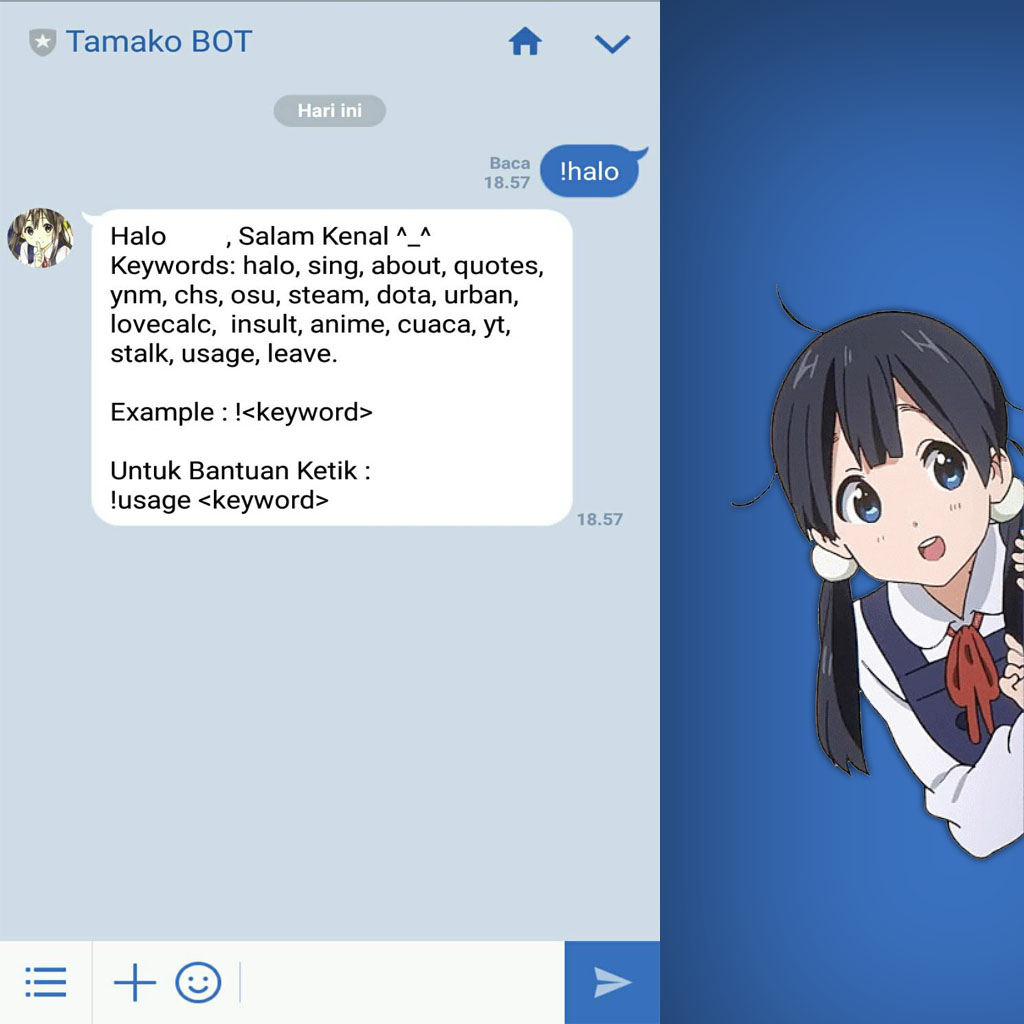 Tamako BOT
Hari ini
Baca
18.57
!halo
Halo , Salam Kenal ^_^
Keywords: halo, sing, about, quotes,
ynm, chs, osu, steam, dota, urban,
lovecalc, insult, anime, cuaca, yt,
stalk, usage, leave.
Example : !<keyword>
Untuk Bantuan Ketik :
!usage <keyword>
18.57